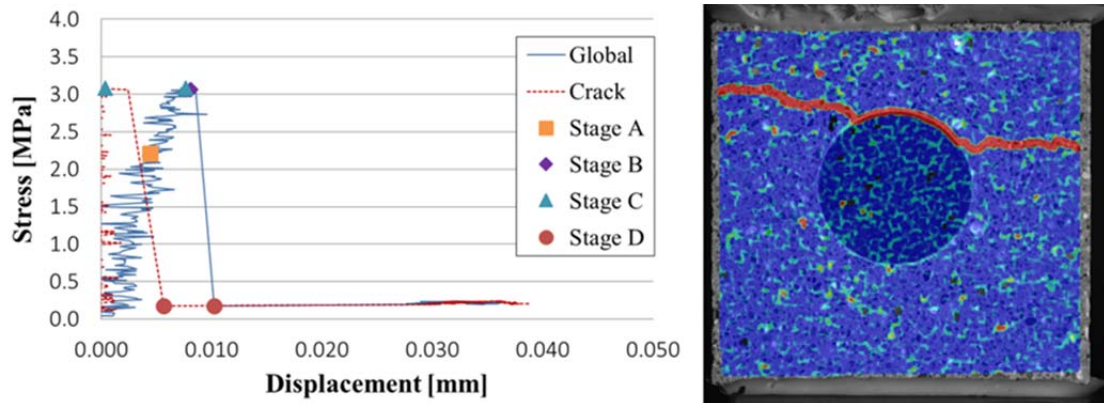 4.0
3.5
3.0
2.5
2.0
1.5
1.0
0.5
0.0
Stress [MPa]
0.000 0.010 0.020 0.030 0.040 0.050
Displacement [mm]
Global
Crack
Stage A
Stage B
Stage C
Stage D